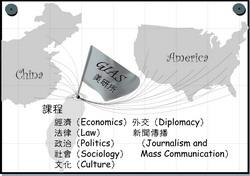 America
China
GIAS
美研所
課程
經濟 (Economics) 外交 (Diplomacy)
法律 (Law) 新聞傳播
政治 (Politics) (Journalism and
社會 (Sociology) Mass Communication)
文化 (Culture)